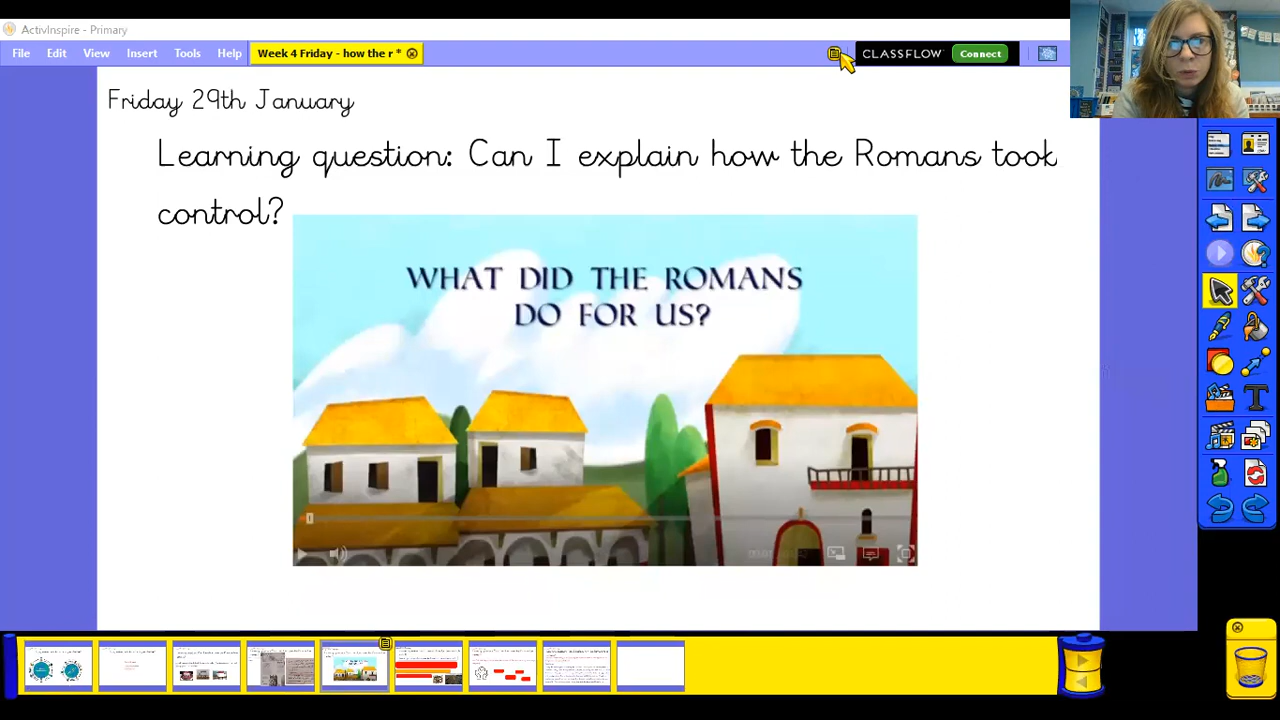 ActivInspire - Primary
File Edit View Insert Tools Help Week 4 Friday - how the r * CLASSFLOW Connect
Friday 29th January
Learning question: Can I explain how the Romans took
control?
WHAT DID THE ROMANS
DO FOR US?